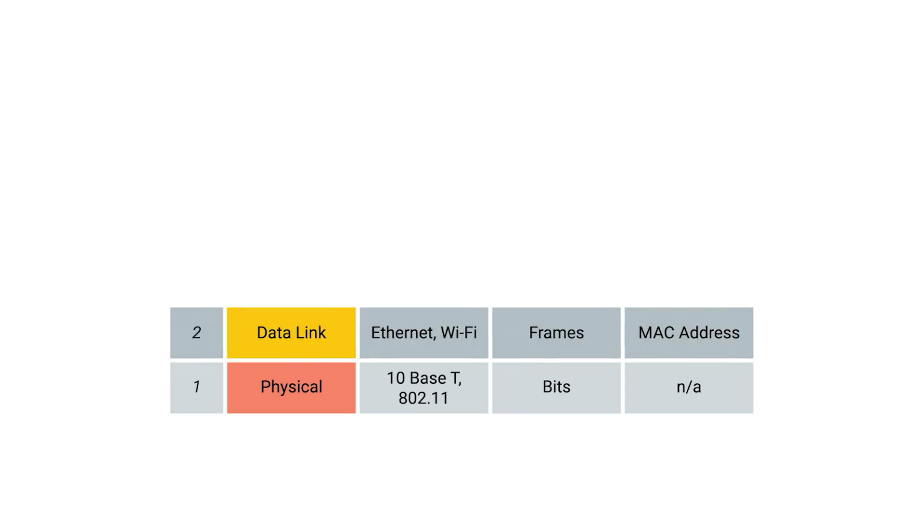 2 Data Link Ethernet, Wi-Fi Frames MAC Address
1 Physical 10 Base T,
802.11 Bits n/a